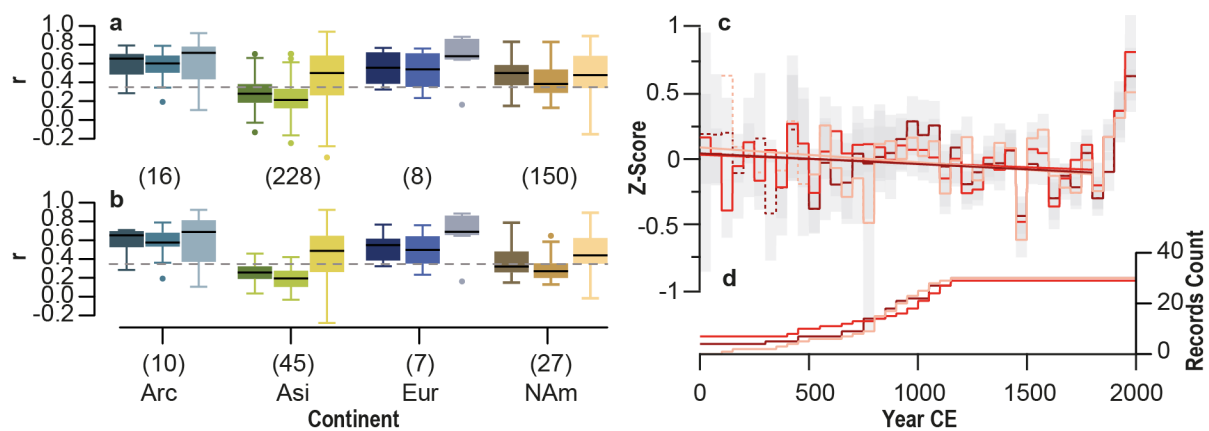 a
r
1.0
0.8
0.6
0.4
0.2
0.0
-0.2
(16) (228) (8) (150)
b
r
1.0
0.8
0.6
0.4
0.2
0.0
-0.2
(10) (45) (7) (27)
Arc Asi Eur NAm
Continent
c
Z-Score
1
0.5
0
-0.5
-1
d
40
20
0
Records Count
0 500 1000 1500 2000
Year CE